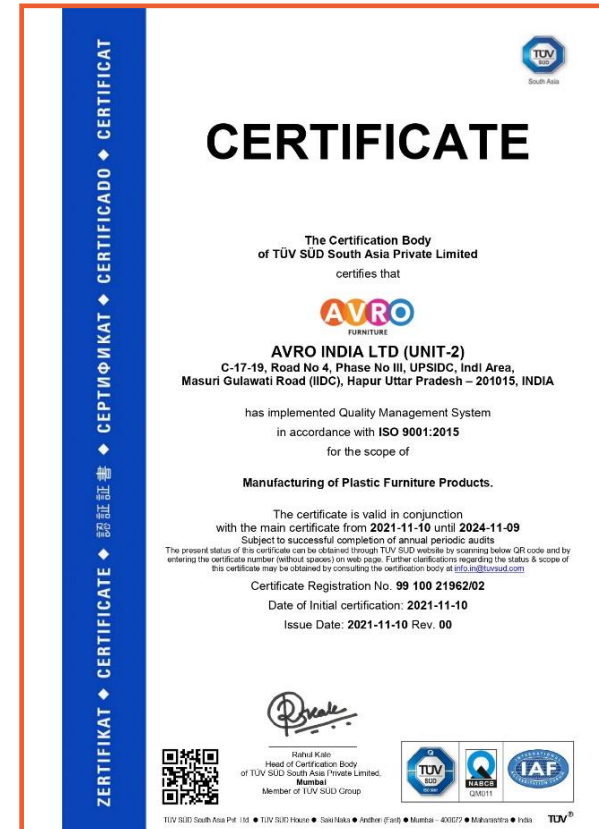 TÜV
SÜD
South Asia
ZERTIFIKAT ◆ CERTIFICATE ◆ 認証証書 ◆ СЕРТИФИКАТ ◆ CERTIFICADO ◆ CERTIFICAT
CERTIFICATE
The Certification Body
of TÜV SÜD South Asia Private Limited
certifies that
AVRO
FURNITURE
AVRO INDIA LTD (UNIT-2)
C-17-19, Road No 4, Phase No III, UPSIDC, Indl Area,
Masuri Gulawati Road (IIDC), Hapur Uttar Pradesh – 201015, INDIA
has implemented Quality Management System
in accordance with ISO 9001:2015
for the scope of
Manufacturing of Plastic Furniture Products.
The certificate is valid in conjunction
with the main certificate from 2021-11-10 until 2024-11-09
Subject to successful completion of annual periodic audits
The present status of this certificate can be obtained through TUV SUD website by scanning below QR code and by
entering the certificate number (without spaces) on web page. Further clarifications regarding the status & scope of
this certificate may be obtained by consulting the certification body at info.in@tuvsud.com
Certificate Registration No. 99 100 21962/02
Date of Initial certification: 2021-11-10
Issue Date: 2021-11-10 Rev. 00
Rahul Kale
Head of Certification Body
of TÜV SÜD South Asia Private Limited,
Mumbai
Member of TÜV SÜD Group
TÜV
SÜD
ISO 9001
NABCB
QM011
INTERNATIONAL
IAF
TÜV SÜD South Asia Pvt. Ltd. ● TÜV SÜD House ● Saki Naka ● Andheri (East) ● Mumbai – 400072 ● Maharashtra ● India TÜV®